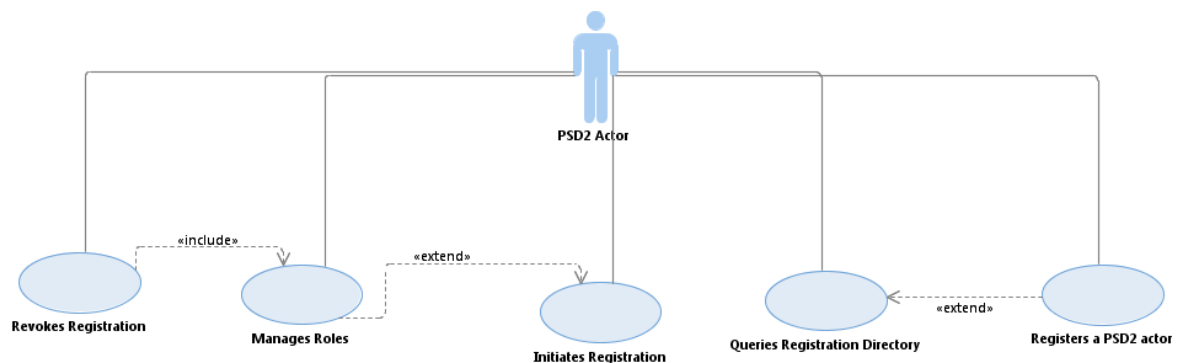 PSD2 Actor
«include»
«extend»
«extend»
Revokes Registration
Manages Roles
Initiates Registration
Queries Registration Directory
Registers a PSD2 actor